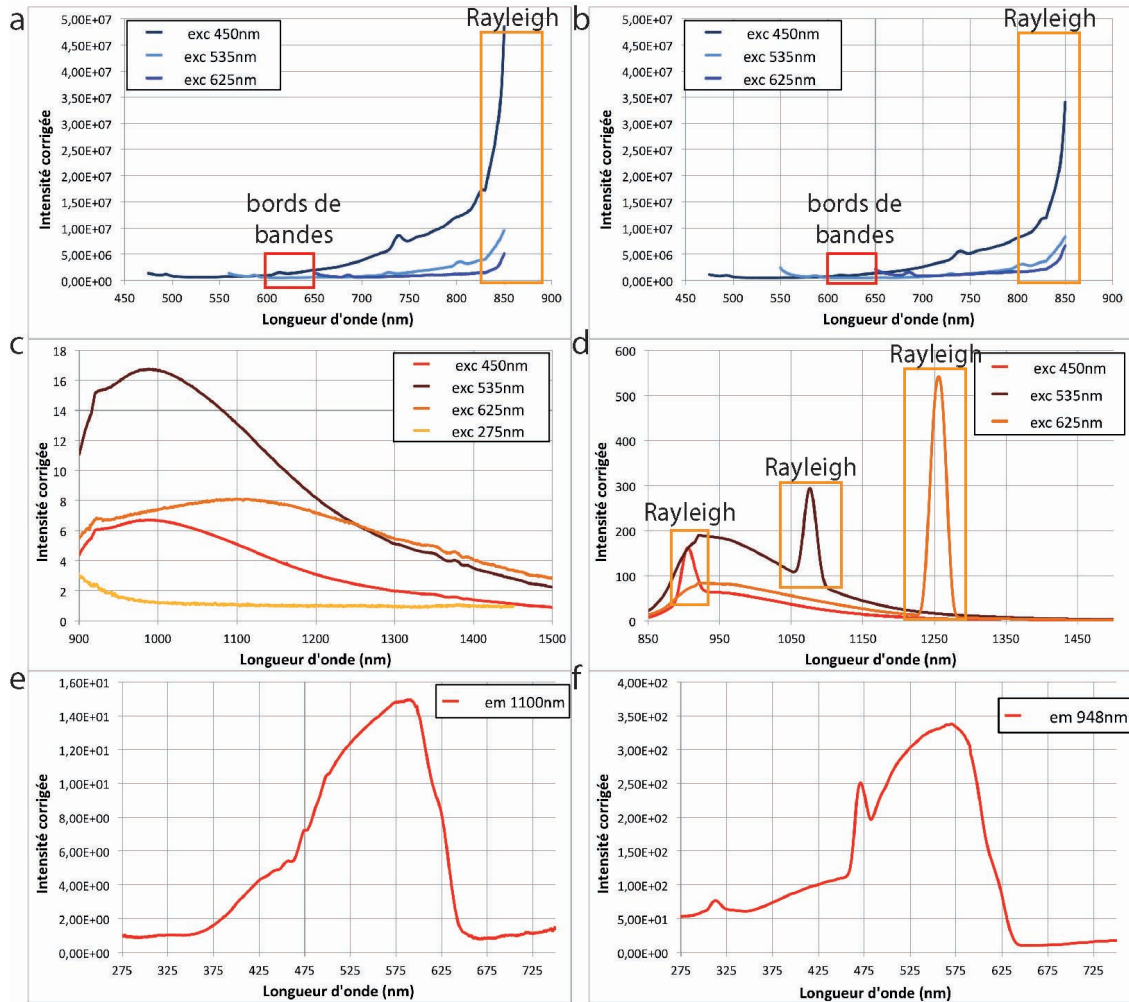 a
Rayleigh
5,00E+07
4,50E+07
4,00E+07
3,50E+07
3,00E+07
2,50E+07
2,00E+07
1,50E+07
1,00E+07
5,00E+06
0,00E+00
Intensité corrigée
exc 450nm
exc 535nm
exc 625nm
bords de
bandes
450 500 550 600 650 700 750 800 850 900
Longueur d'onde (nm)
b
Rayleigh
5,00E+07
4,50E+07
4,00E+07
3,50E+07
3,00E+07
2,50E+07
2,00E+07
1,50E+07
1,00E+07
5,00E+06
0,00E+00
Intensité corrigée
exc 450nm
exc 535nm
exc 625nm
bords de
bandes
450 500 550 600 650 700 750 800 850 900
Longueur d'onde (nm)
c
18
16
14
12
10
8
6
4
2
0
Intensité corrigée
exc 450nm
exc 535nm
exc 625nm
exc 275nm
900 1000 1100 1200 1300 1400 1500
Longueur d'onde (nm)
d
600
500
400
300
200
100
0
Intensité corrigée
Rayleigh
exc 450nm
exc 535nm
exc 625nm
Rayleigh
Rayleigh
850 950 1050 1150 1250 1350 1450
Longueur d'onde (nm)
e
1,60E+01
1,40E+01
1,20E+01
1,00E+01
8,00E+00
6,00E+00
4,00E+00
2,00E+00
0,00E+00
Intensité corrigée
em 1100nm
275 325 375 425 475 525 575 625 675 725
Longueur d'onde (nm)
f
4,00E+02
3,50E+02
3,00E+02
2,50E+02
2,00E+02
1,50E+02
1,00E+02
5,00E+01
0,00E+00
Intensité corrigée
em 948nm
275 325 375 425 475 525 575 625 675 725
Longueur d'onde (nm)